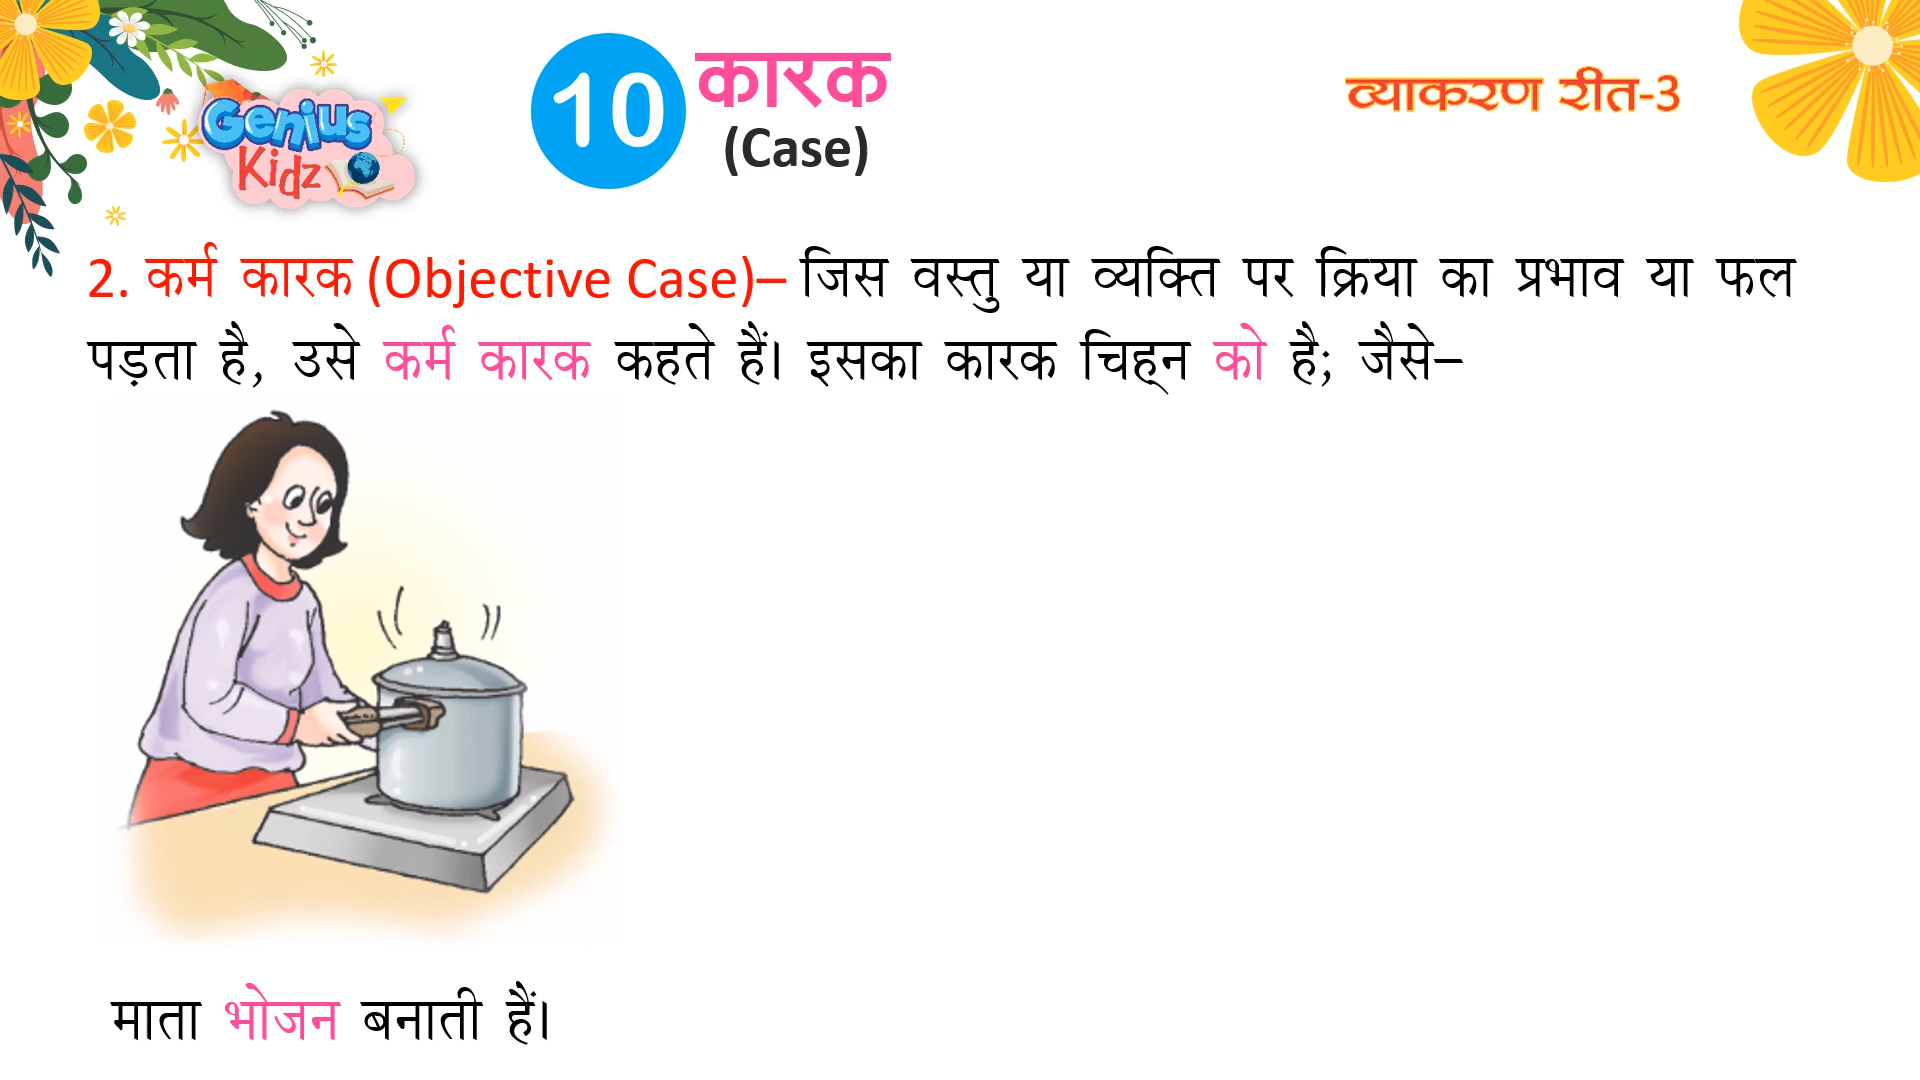 Genius
Kidz
10
कारक
(Case)
व्याकरण रीत-3
2. कर्म कारक (Objective Case)– जिस वस्तु या व्यक्ति पर क्रिया का प्रभाव या फल
पड़ता है, उसे कर्म कारक कहते हैं। इसका कारक चिह्‌न को है; जैसे–
माता भोजन बनाती हैं।